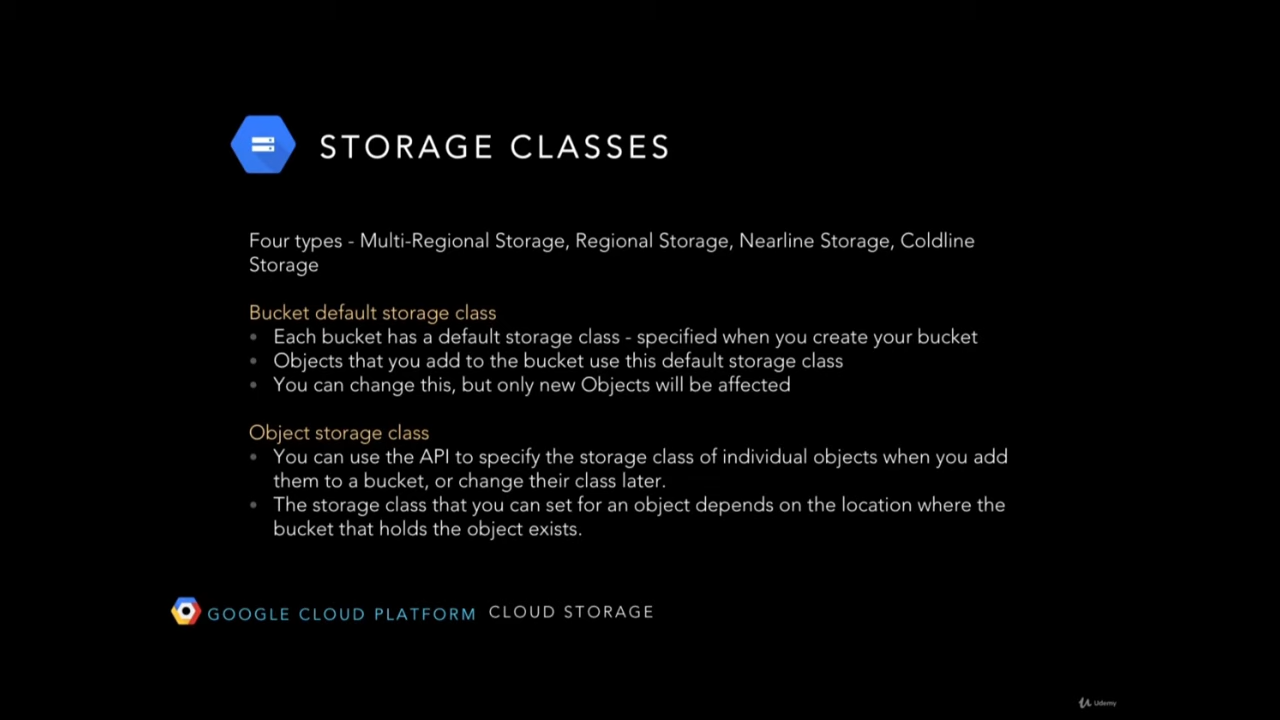 STORAGE CLASSES
Four types - Multi-Regional Storage, Regional Storage, Nearline Storage, Coldline
Storage
Bucket default storage class
• Each bucket has a default storage class - specified when you create your bucket
• Objects that you add to the bucket use this default storage class
• You can change this, but only new Objects will be affected
Object storage class
• You can use the API to specify the storage class of individual objects when you add
them to a bucket, or change their class later.
• The storage class that you can set for an object depends on the location where the
bucket that holds the object exists.
GOOGLE CLOUD PLATFORM CLOUD STORAGE
Udemy